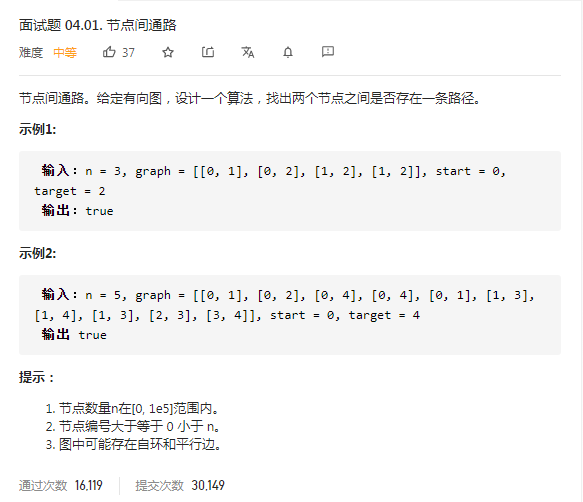 面试题 04.01. 节点间通路
难度 中等 37
节点间通路。给定有向图，设计一个算法，找出两个节点之间是否存在一条路径。
示例1:
输入：n = 3, graph = [[0, 1], [0, 2], [1, 2], [1, 2]], start = 0,
target = 2
输出：true
示例2:
输入：n = 5, graph = [[0, 1], [0, 2], [0, 4], [0, 4], [0, 1], [1, 3],
[1, 4], [1, 3], [2, 3], [3, 4]], start = 0, target = 4
输出 true
提示：
1. 节点数量n在[0, 1e5]范围内。
2. 节点编号大于等于 0 小于 n。
3. 图中可能存在自环和平行边。
通过次数 16,119 提交次数 30,149